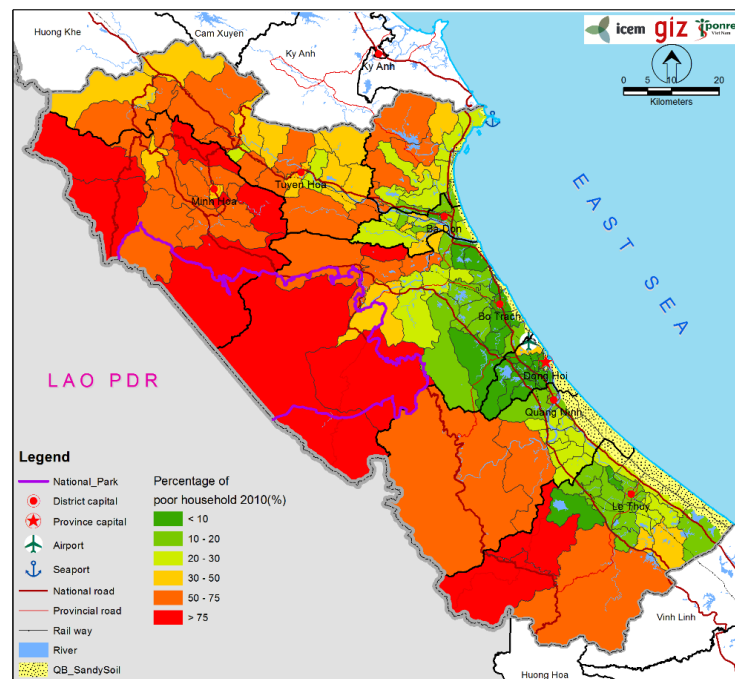 Huong Khe
Cam Xuyen
Ky Anh
Ky Anh
icem
giz
iponre
Viet Nam
0 5 10 20
Kilometers
EAST SEA
Tuyen Hoa
Minh Hoa
Ba Don
Bo Trach
Dong Hoi
Quang Ninh
Le Thuy
LAO PDR
Vinh Linh
Huong Hoa
Legend
National_Park
District capital
Province capital
Airport
Seaport
National road
Provincial road
Rail way
River
QB_SandySoil
Percentage of
poor household 2010(%)
< 10
10 - 20
20 - 30
30 - 50
50 - 75
> 75